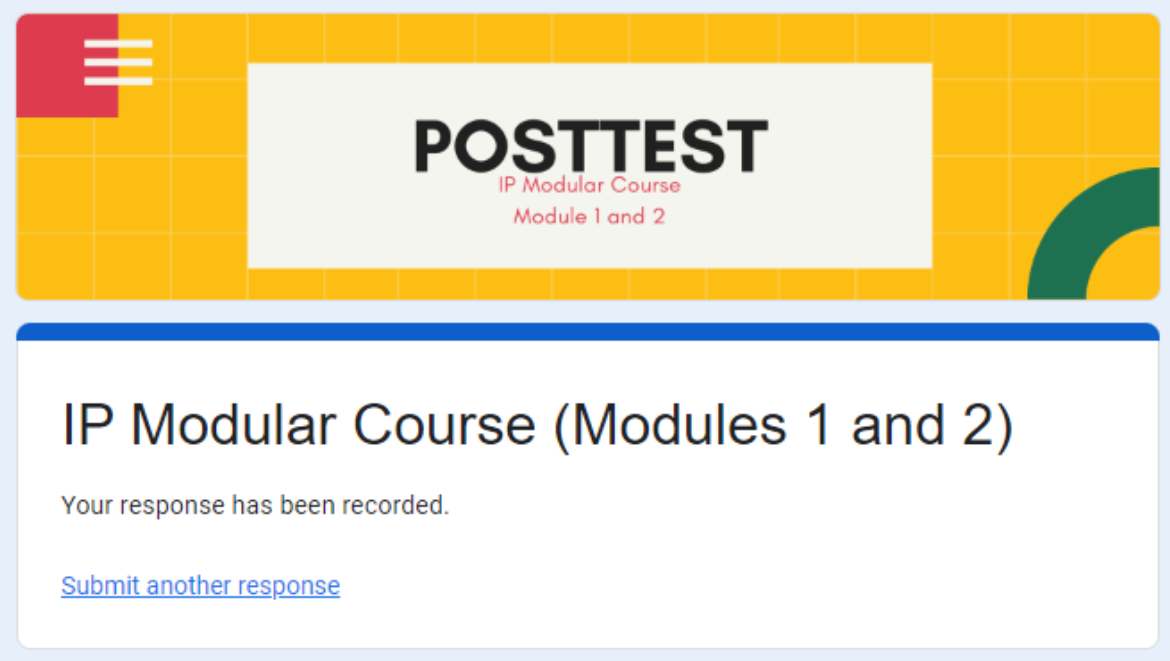 POSTTEST
IP Modular Course
Module 1 and 2
IP Modular Course (Modules 1 and 2)
Your response has been recorded.
Submit another response